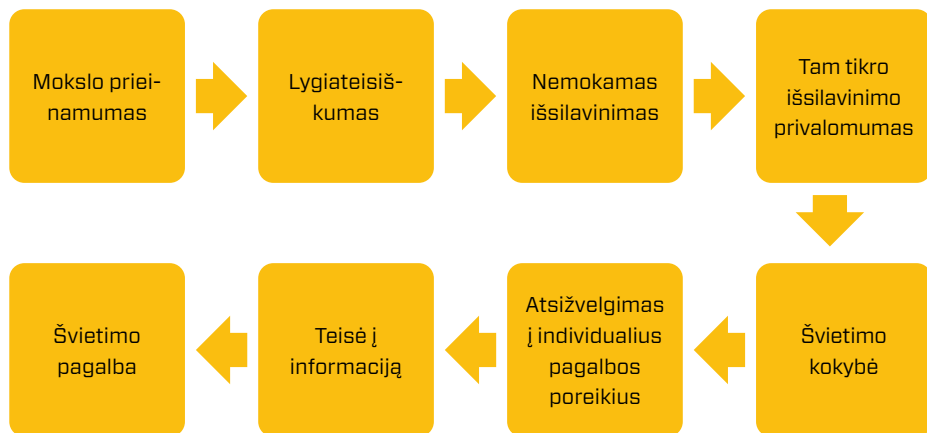 Mokslo priei-
namumas
Lygiateisiš-
kumas
Nemokamas
išsilavinimas
Tam tikro
išsilavinimo
privalomumas
Švietimo
kokybė
Atsižvelgimas
į individualius
pagalbos
poreikius
Teisė į
informaciją
Švietimo
pagalba